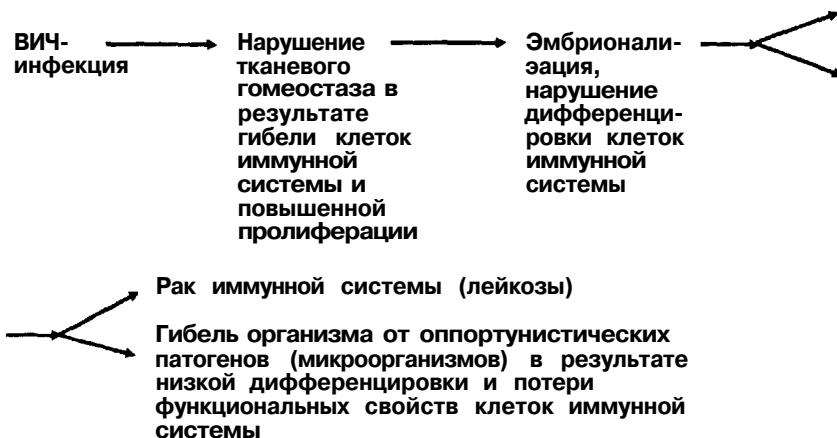 ВИЧ-
инфекция
Нарушение
тканевого
гомеостаза в
результате
гибели клеток
иммунной
системы и
повышенной
пролиферации
Эмбрионали-
эация,
нарушение
дифференци-
ровки клеток
иммунной
системы
Рак иммунной системы (лейкозы)
Гибель организма от оппортунистических
патогенов (микроорганизмов) в результате
низкой дифференцировки и потери
функциональных свойств клеток иммунной
системы